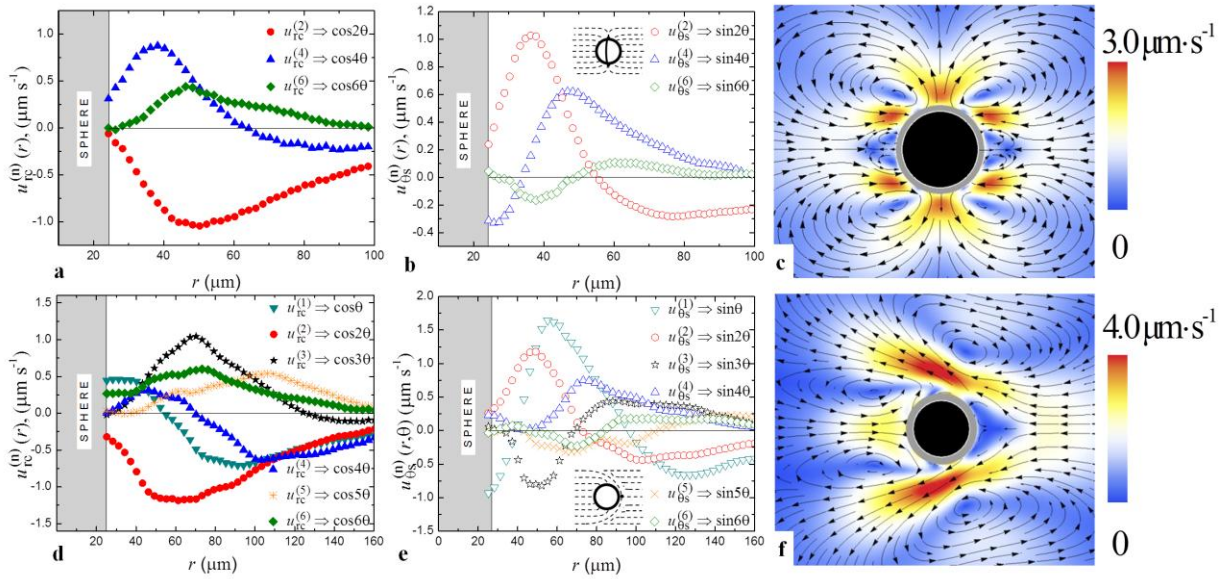 1.0
0.5
0.0
-0.5
-1.0
u_rc^(n) (r), (μm s⁻¹)
SPHERE
u_rc^(2) ⇒ cos2θ
u_rc^(4) ⇒ cos4θ
u_rc^(6) ⇒ cos6θ
20 40 60 80 100
a
r (μm)
1.2
1.0
0.8
0.6
0.4
0.2
0.0
-0.2
-0.4
u_θs^(n) (r), (μm s⁻¹)
SPHERE
u_θs^(2) ⇒ sin2θ
u_θs^(4) ⇒ sin4θ
u_θs^(6) ⇒ sin6θ
0 20 40 60 80 100
b
r (μm)
c
3.0μm·s⁻¹
0
1.5
1.0
0.5
0.0
-0.5
-1.0
-1.5
u_rc^(n) (r), (μm s⁻¹)
SPHERE
u_rc^(1) ⇒ cosθ
u_rc^(2) ⇒ cos2θ
u_rc^(3) ⇒ cos3θ
u_rc^(4) ⇒ cos4θ
u_rc^(5) ⇒ cos5θ
u_rc^(6) ⇒ cos6θ
0 20 40 60 80 100 120 140 160
d
r (μm)
2.0
1.5
1.0
0.5
0.0
-0.5
-1.0
-1.5
u_θs^(n) (r,0) (μm s⁻¹)
SPHERE
u_θs^(1) ⇒ sinθ
u_θs^(2) ⇒ sin2θ
u_θs^(3) ⇒ sin3θ
u_θs^(4) ⇒ sin4θ
u_θs^(5) ⇒ sin5θ
u_θs^(6) ⇒ sin6θ
0 20 40 60 80 100 120 140 160
e
r (μm)
f
4.0μm·s⁻¹
0